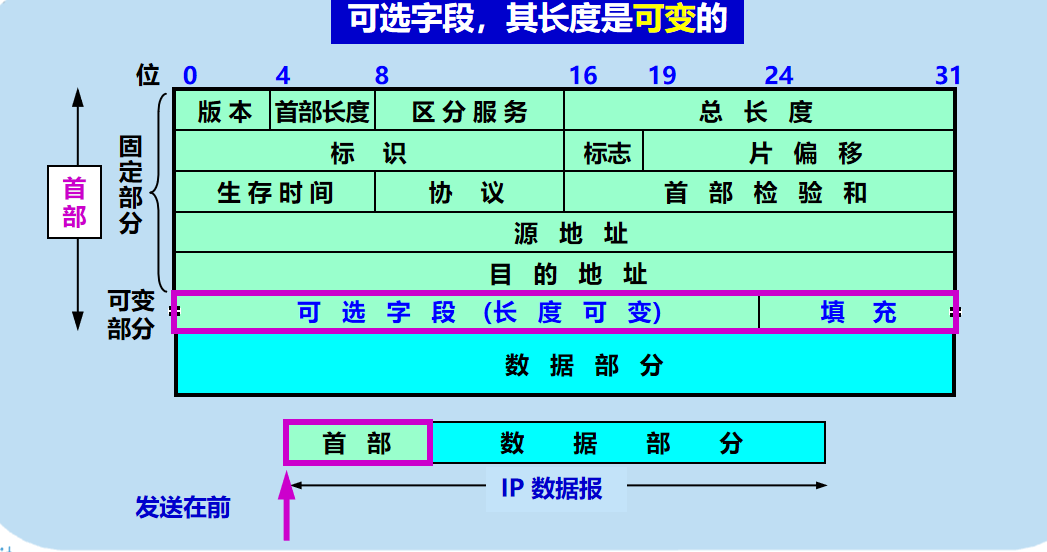 可选字段，其长度是可变的
位 0 4 8 16 19 24 31
版本 首部长度 区分服务 总长度
标识 标志 片偏移
生存时间 协议 首部检验和
源地址
目的地址
可选字段（长度可变） 填充
数据部分
固定部分
首部
可变部分
首部 数据部分
IP 数据报
发送在前